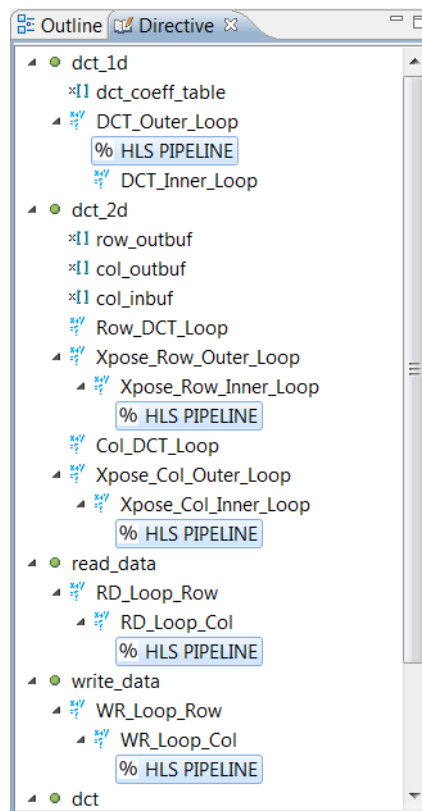 Outline Directive
dct_1d
x[] dct_coeff_table
DCT_Outer_Loop
% HLS PIPELINE
DCT_Inner_Loop
dct_2d
x[] row_outbuf
x[] col_outbuf
x[] col_inbuf
Row_DCT_Loop
Xpose_Row_Outer_Loop
Xpose_Row_Inner_Loop
% HLS PIPELINE
Col_DCT_Loop
Xpose_Col_Outer_Loop
Xpose_Col_Inner_Loop
% HLS PIPELINE
read_data
RD_Loop_Row
RD_Loop_Col
% HLS PIPELINE
write_data
WR_Loop_Row
WR_Loop_Col
% HLS PIPELINE
dct